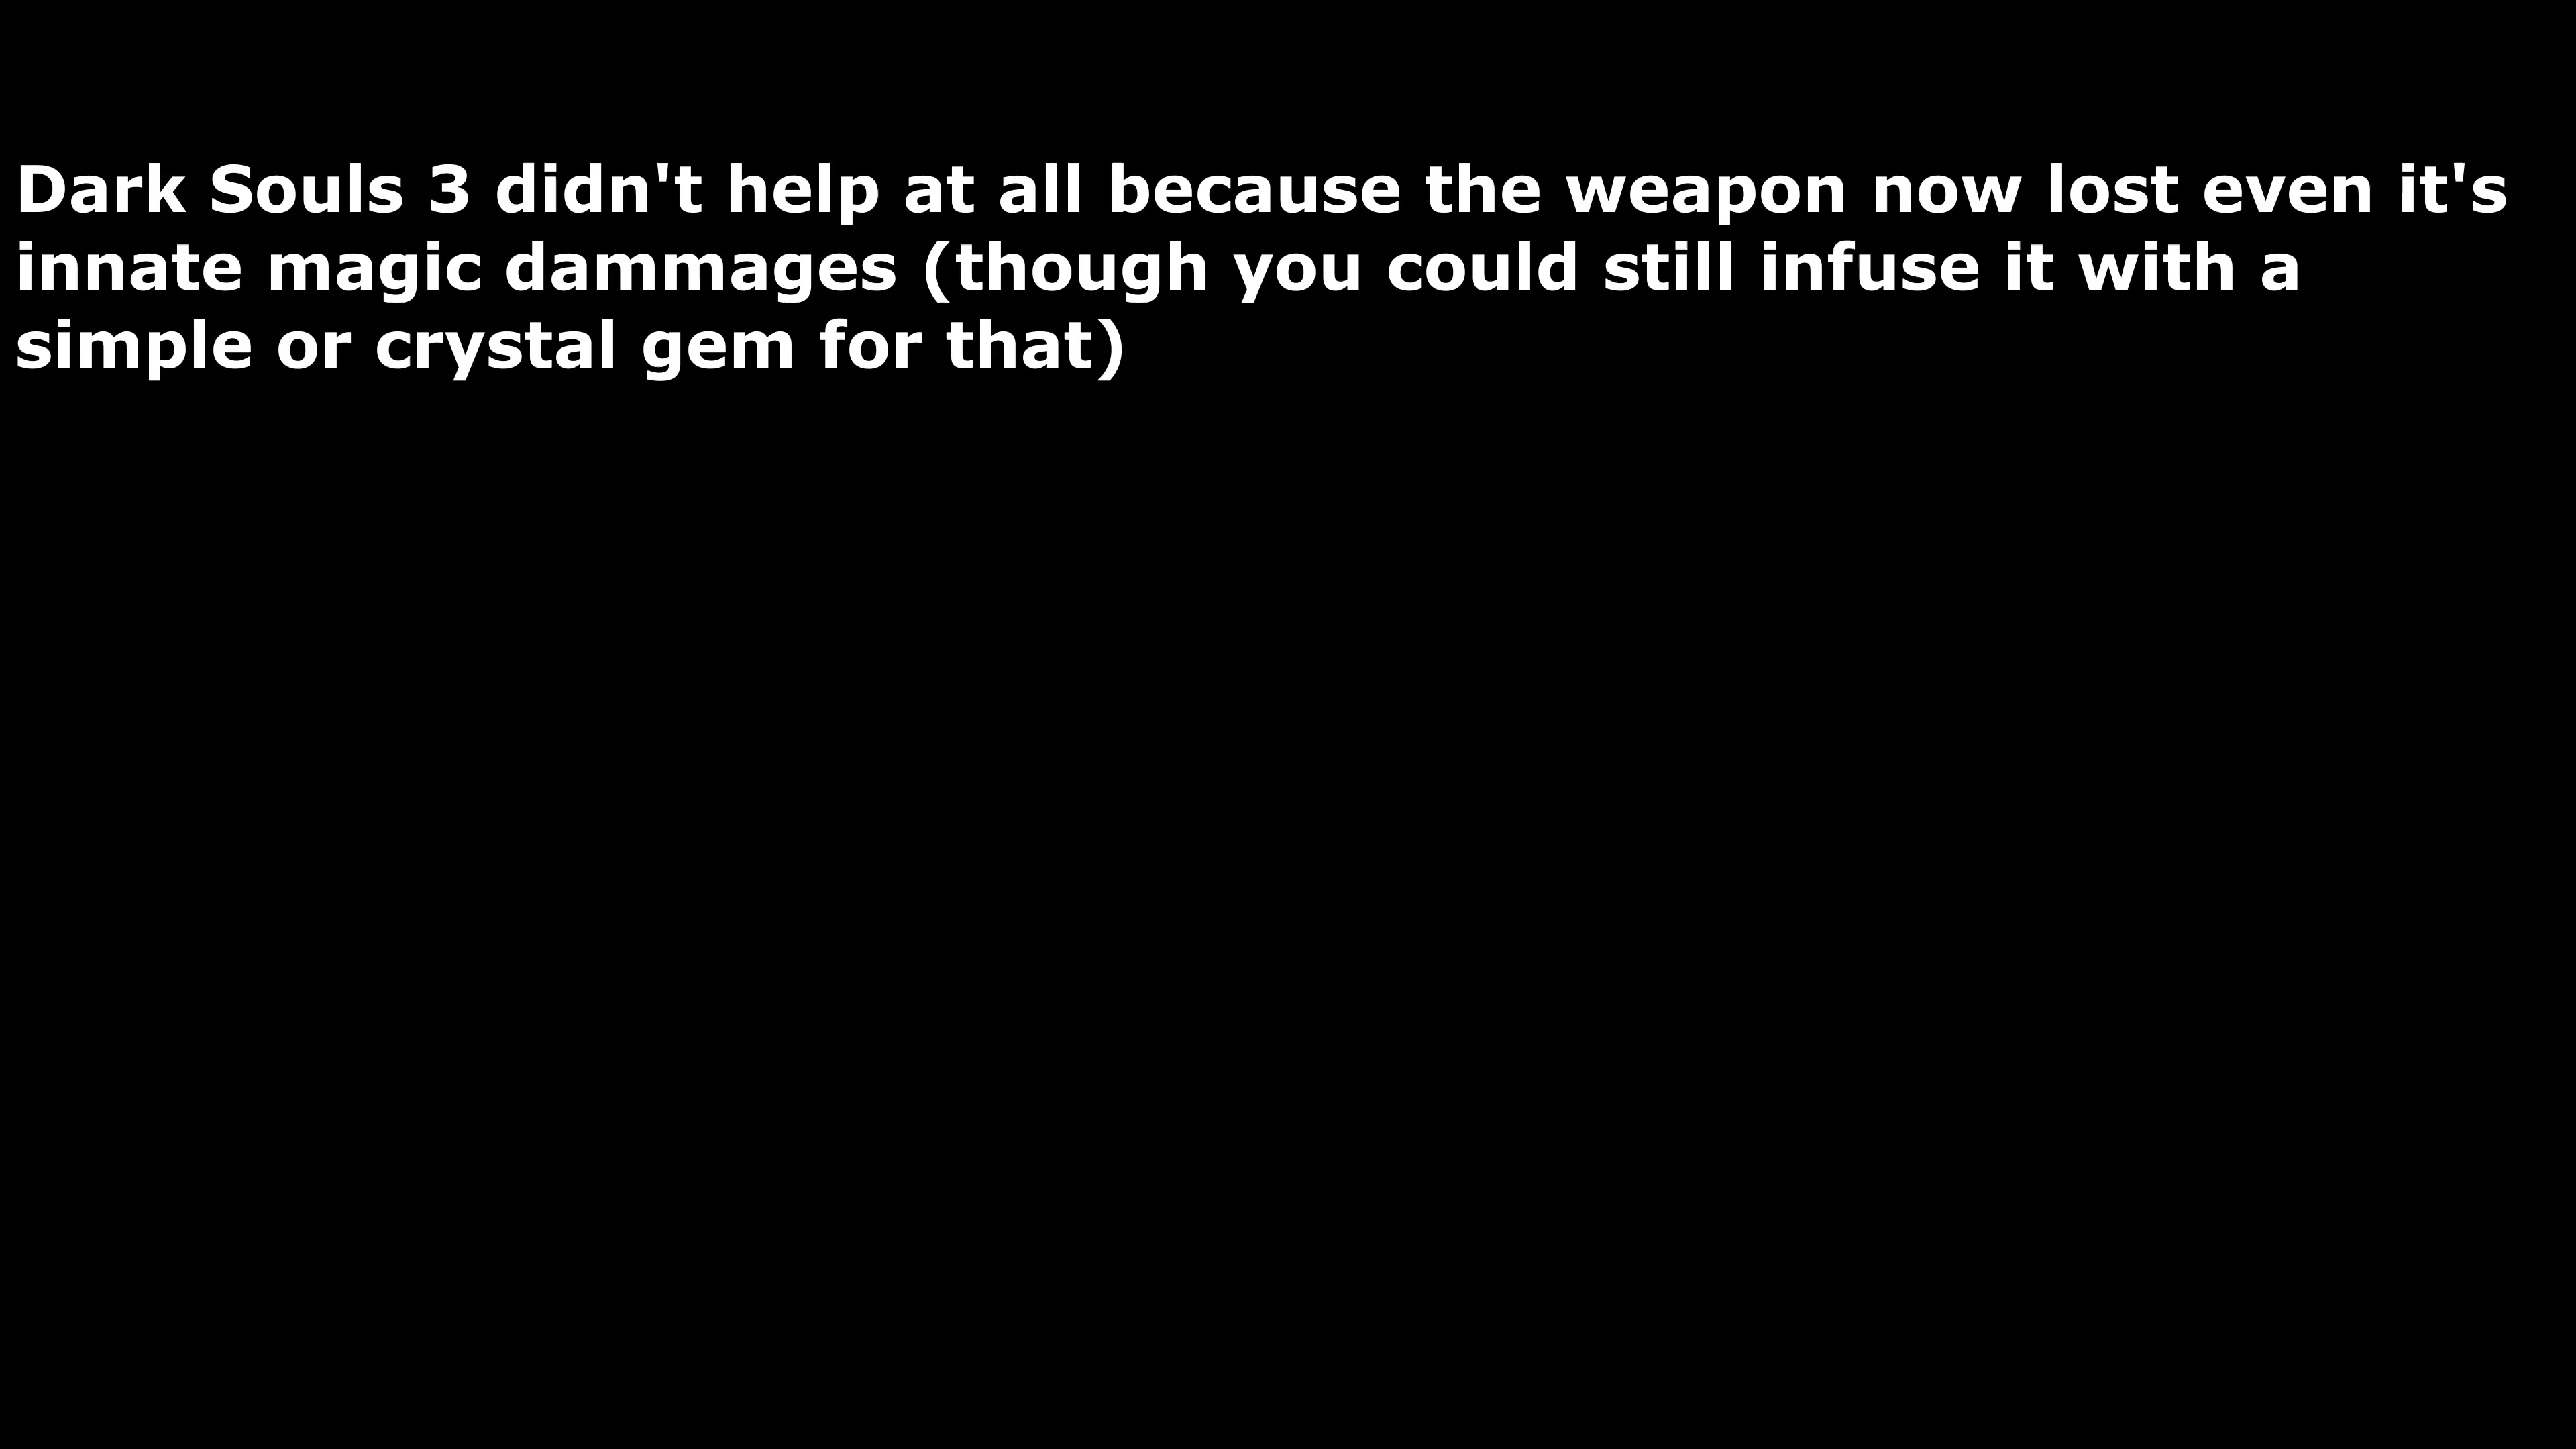 Dark Souls 3 didn't help at all because the weapon now lost even it's
innate magic dammages (though you could still infuse it with a
simple or crystal gem for that)